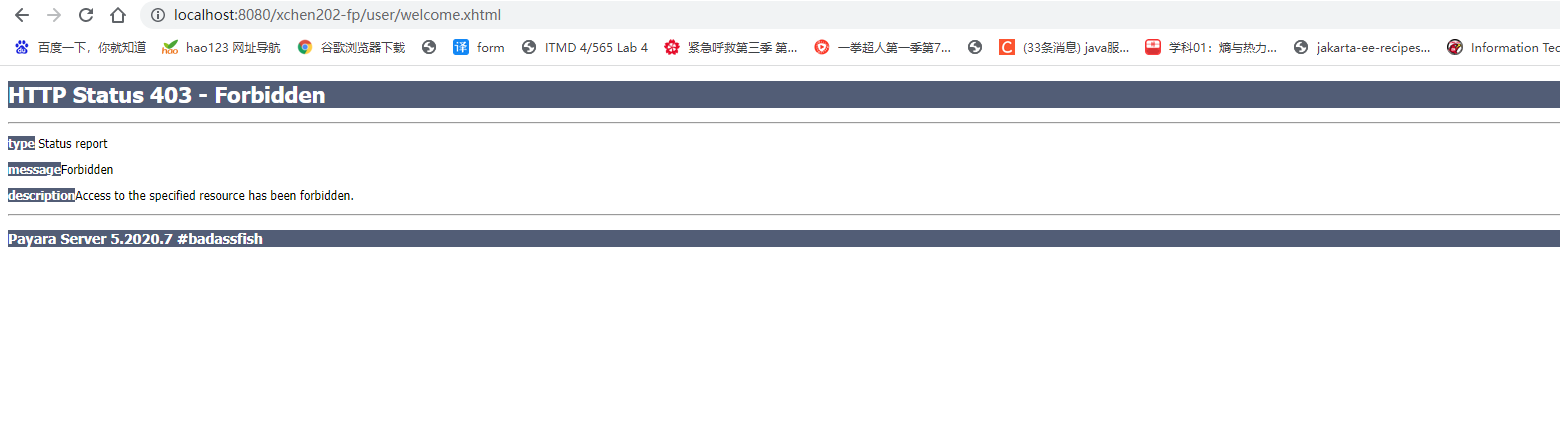 localhost:8080/xchen202-fp/user/welcome.xhtml
百度一下，你就知道 hao123 网址导航 谷歌浏览器下载 译 form ITMD 4/565 Lab 4 紧急呼救第三季 第... 一拳超人第一季第7... C (33条消息) java服... 学科01：熵与热力... jakarta-ee-recipes... Information Tec
HTTP Status 403 - Forbidden
type Status report
messageForbidden
descriptionAccess to the specified resource has been forbidden.
Payara Server 5.2020.7 #badassfish